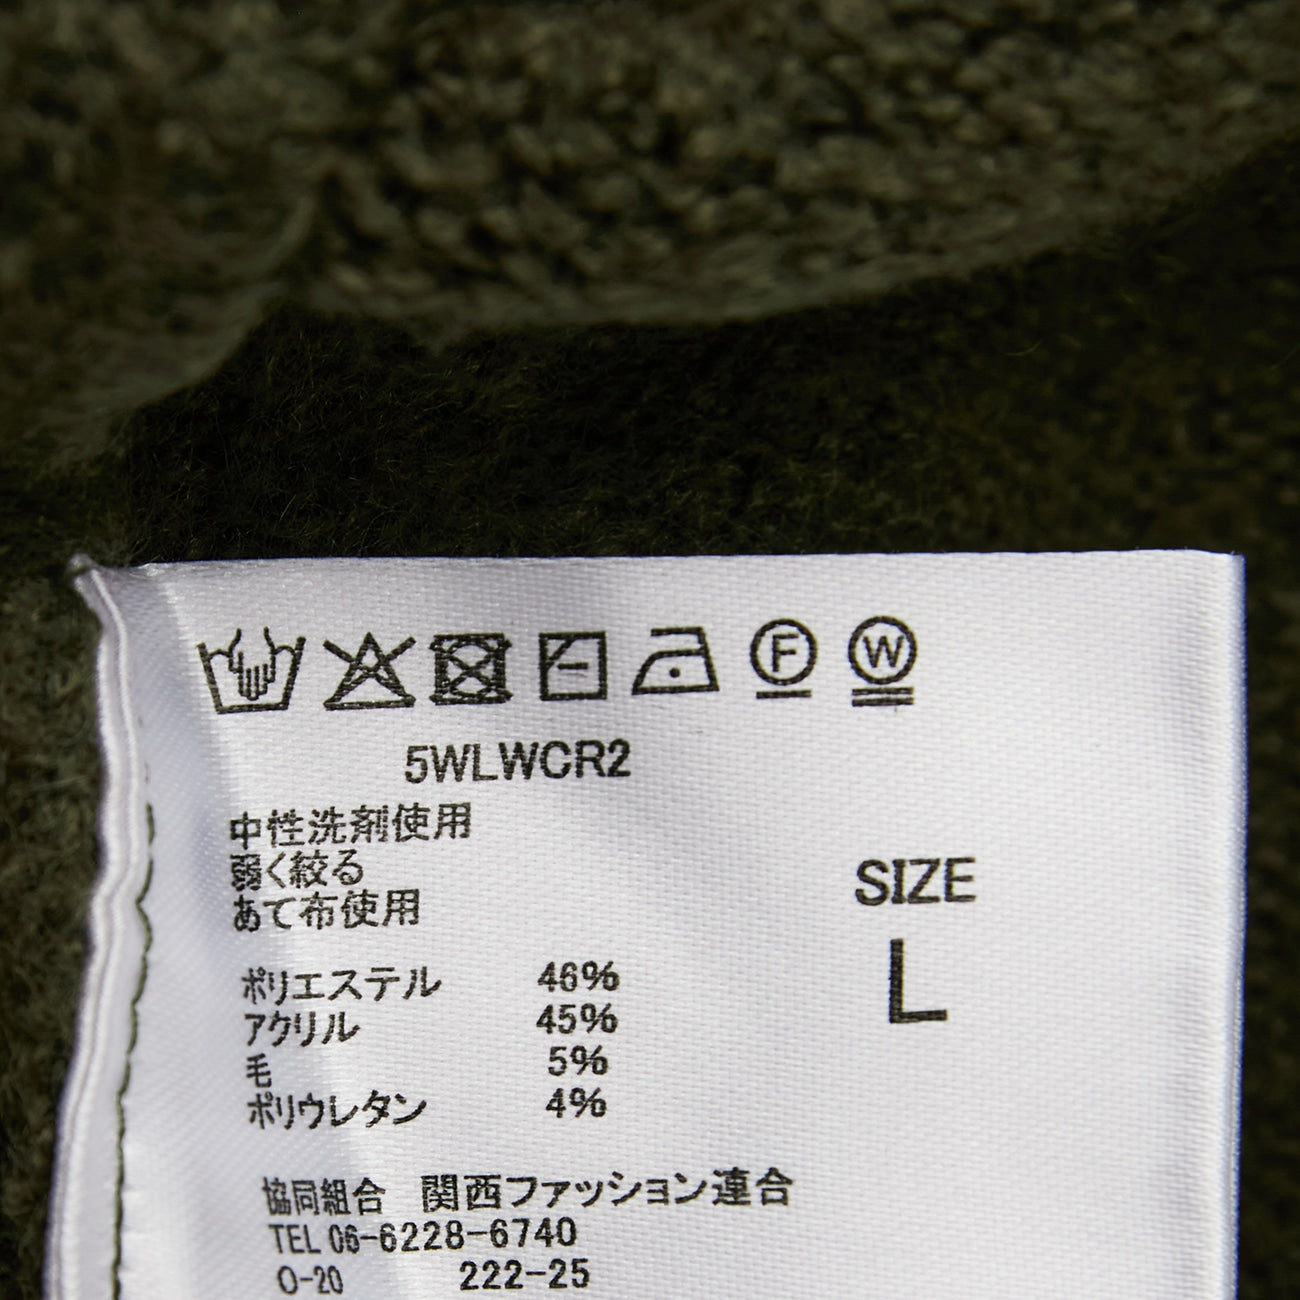 F W
5WLWCR2
中性洗剤使用
弱く絞る
あて布使用
SIZE
L
ポリエステル 46%
アクリル 45%
毛 5%
ポリウレタン 4%
協同組合 関西ファッション連合
TEL 06-6228-6740
O-20 222-25